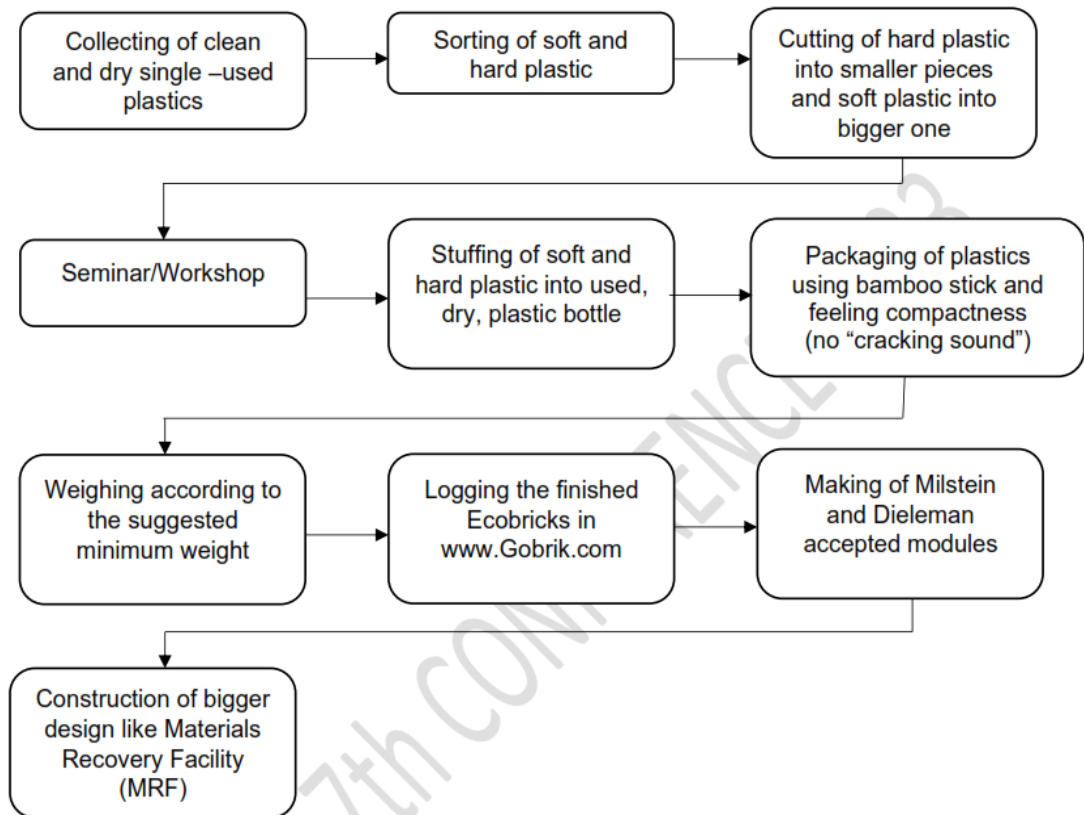 Collecting of clean
and dry single –used
plastics
Sorting of soft and
hard plastic
Cutting of hard plastic
into smaller pieces
and soft plastic into
bigger one
Seminar/Workshop
Stuffing of soft and
hard plastic into used,
dry, plastic bottle
Packaging of plastics
using bamboo stick and
feeling compactness
(no “cracking sound”)
Weighing according to
the suggested
minimum weight
Logging the finished
Ecobricks in
www.Gobrik.com
Making of Milstein
and Dieleman
accepted modules
Construction of bigger
design like Materials
Recovery Facility
(MRF)
7th CONFERENCE